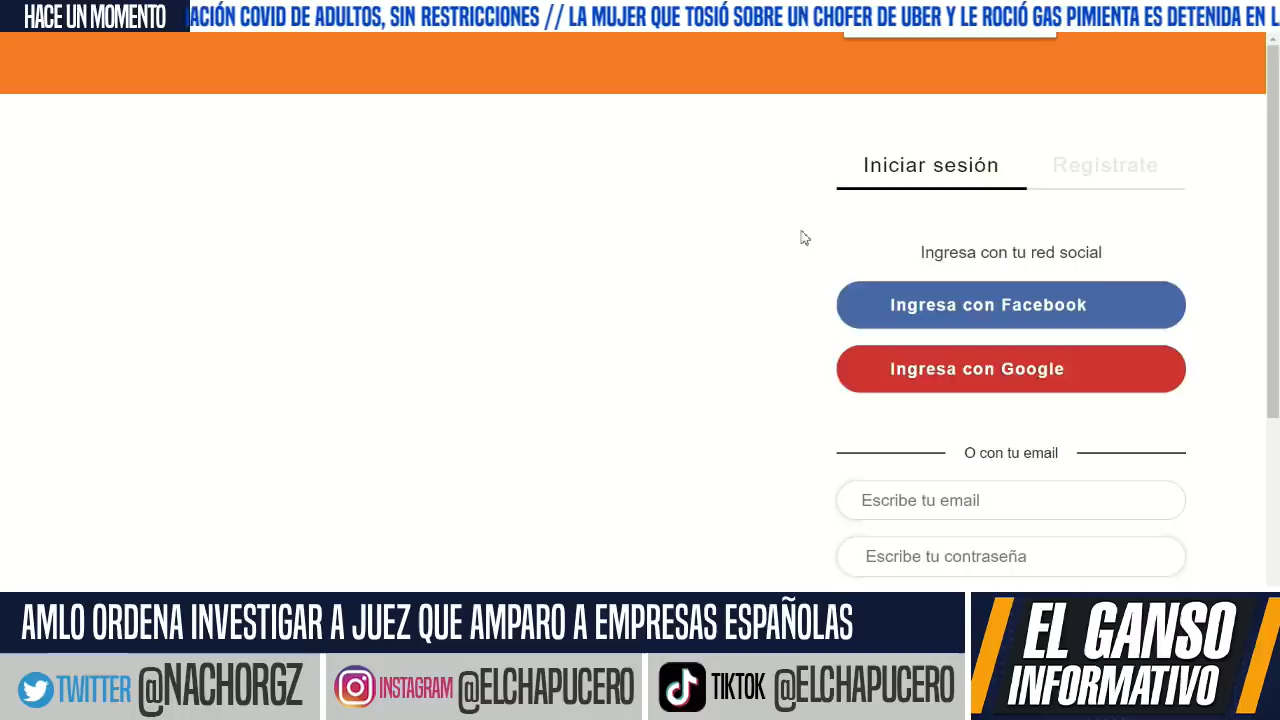 HACE UN MOMENTO
ACIÓN COVID DE ADULTOS, SIN RESTRICCIONES // LA MUJER QUE TOSIÓ SOBRE UN CHOFER DE UBER Y LE ROCIÓ GAS PIMIENTA ES DETENIDA EN L
Iniciar sesión Regístrate
Ingresa con tu red social
Ingresa con Facebook
Ingresa con Google
O con tu email
Escribe tu email
Escribe tu contraseña
AMLO ORDENA INVESTIGAR A JUEZ QUE AMPARO A EMPRESAS ESPAÑOLAS
EL GANSO
INFORMATIVO
TWITTER @NACHORGZ INSTAGRAM @ELCHAPUCERO TIKTOK @ELCHAPUCERO